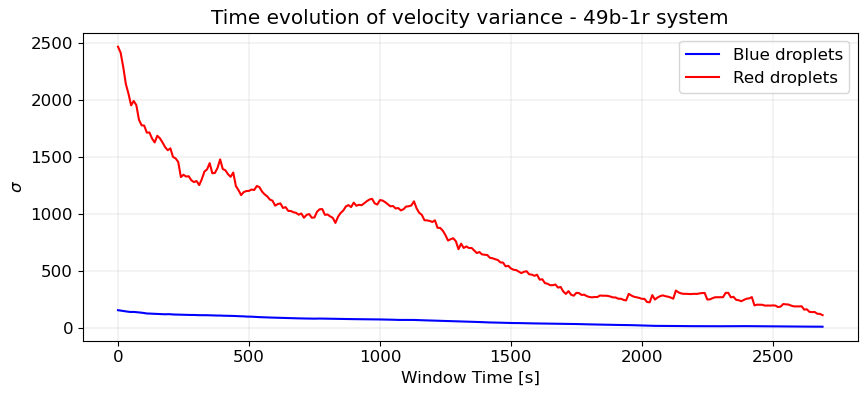 Time evolution of velocity variance - 49b-1r system
Blue droplets
Red droplets
2500
2000
1500
1000
500
0
σ
0 500 1000 1500 2000 2500
Window Time [s]